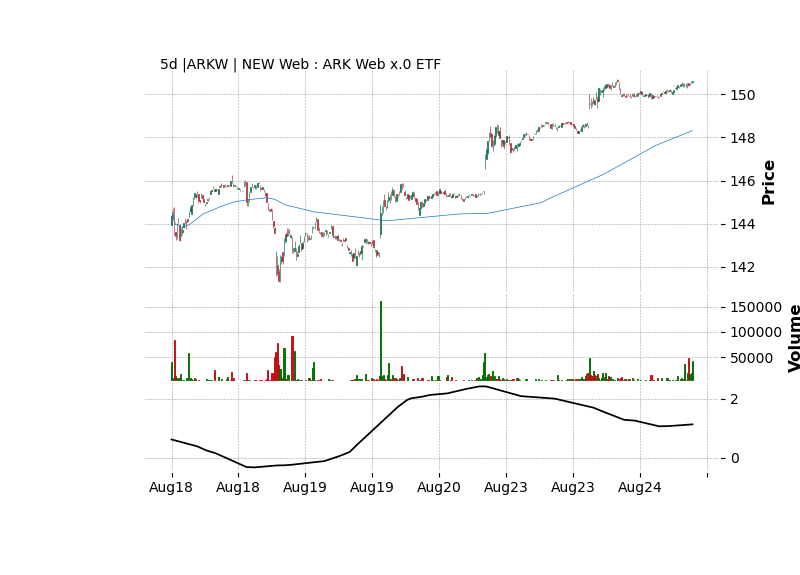 5d |ARKW | NEW Web : ARK Web x.0 ETF
150
148
146
144
142
Price
150000
100000
50000
Volume
2
0
Aug18 Aug18 Aug19 Aug19 Aug20 Aug23 Aug23 Aug24